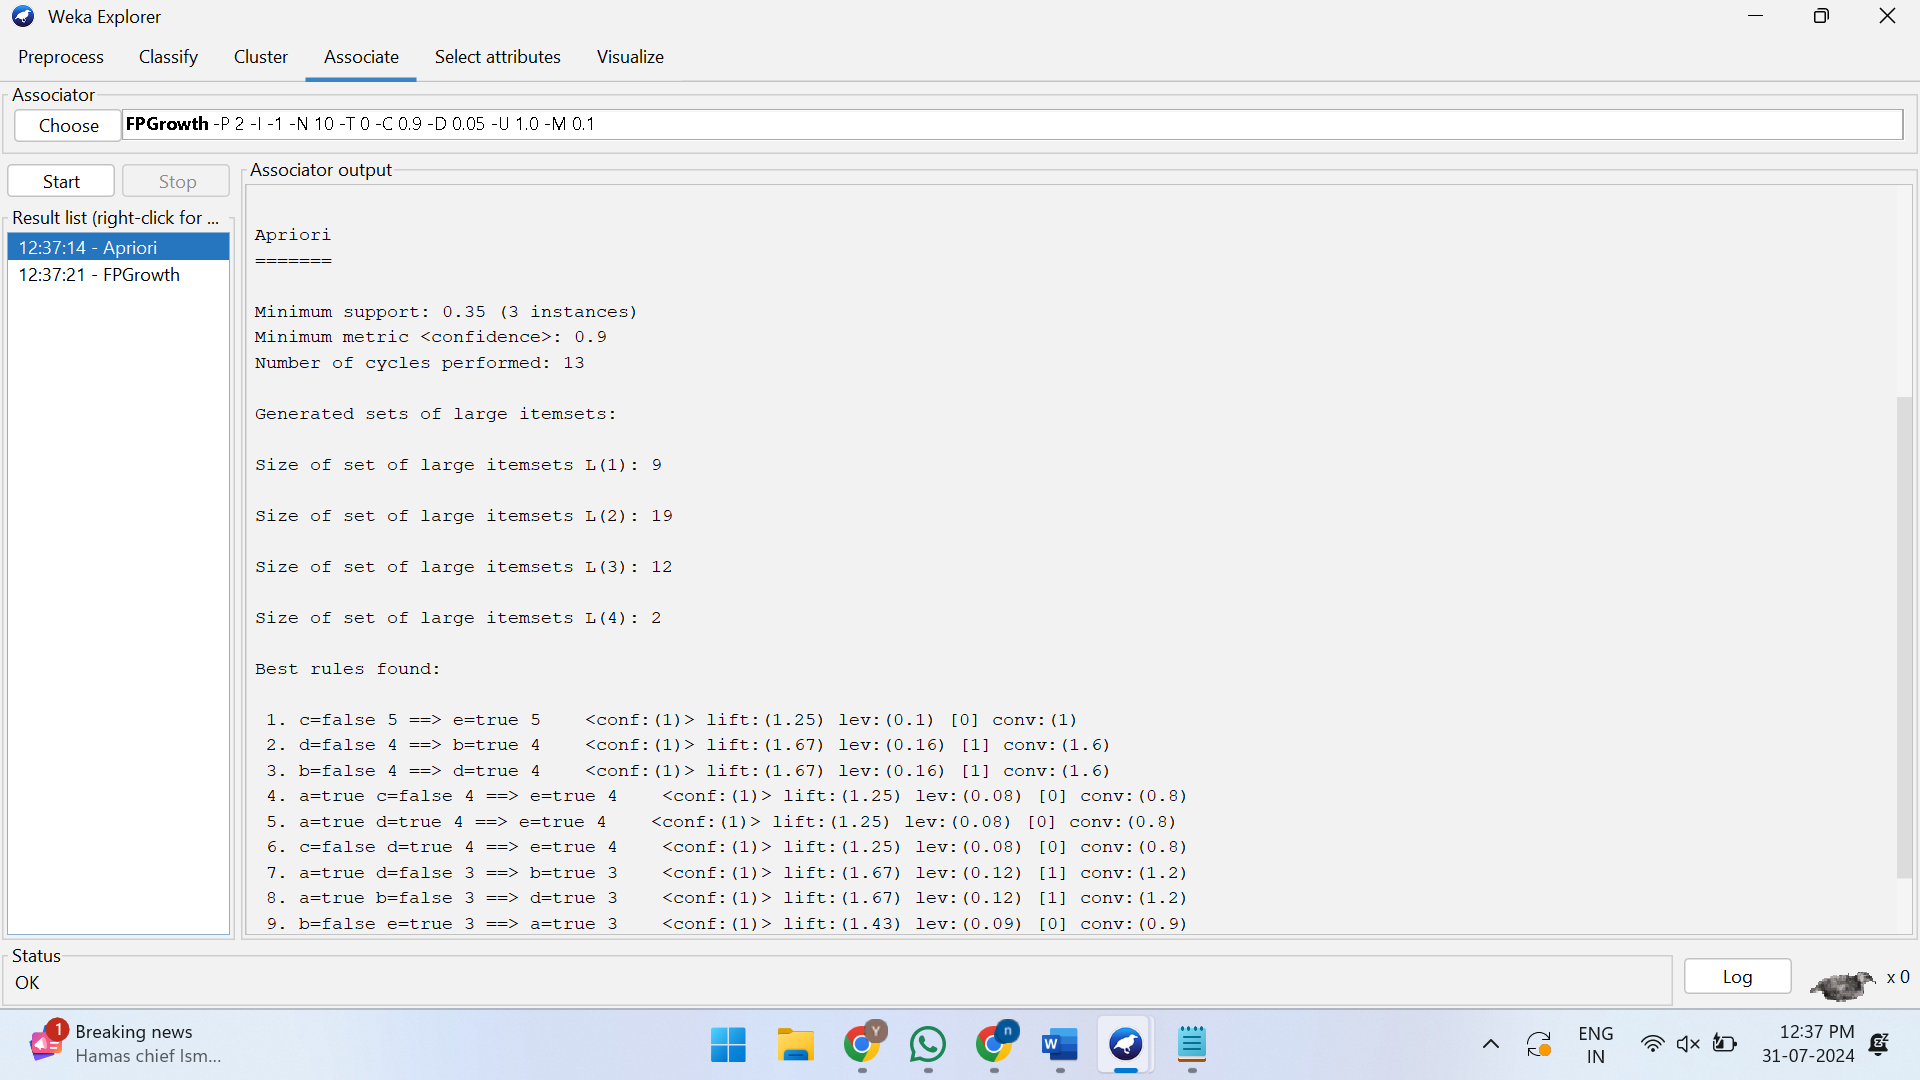 Weka Explorer
Preprocess Classify Cluster Associate Select attributes Visualize
Associator
Choose FPGrowth -P 2 -I -1 -N 10 -T 0 -C 0.9 -D 0.05 -U 1.0 -M 0.1
Start Stop
Result list (right-click for ...
12:37:14 - Apriori
12:37:21 - FPGrowth
Associator output
Apriori
=======
Minimum support: 0.35 (3 instances)
Minimum metric <confidence>: 0.9
Number of cycles performed: 13
Generated sets of large itemsets:
Size of set of large itemsets L(1): 9
Size of set of large itemsets L(2): 19
Size of set of large itemsets L(3): 12
Size of set of large itemsets L(4): 2
Best rules found:
1. c=false 5 ==> e=true 5 <conf:(1)> lift:(1.25) lev:(0.1) [0] conv:(1)
2. d=false 4 ==> b=true 4 <conf:(1)> lift:(1.67) lev:(0.16) [1] conv:(1.6)
3. b=false 4 ==> d=true 4 <conf:(1)> lift:(1.67) lev:(0.16) [1] conv:(1.6)
4. a=true c=false 4 ==> e=true 4 <conf:(1)> lift:(1.25) lev:(0.08) [0] conv:(0.8)
5. a=true d=true 4 ==> e=true 4 <conf:(1)> lift:(1.25) lev:(0.08) [0] conv:(0.8)
6. c=false d=true 4 ==> e=true 4 <conf:(1)> lift:(1.25) lev:(0.08) [0] conv:(0.8)
7. a=true d=false 3 ==> b=true 3 <conf:(1)> lift:(1.67) lev:(0.12) [1] conv:(1.2)
8. a=true b=false 3 ==> d=true 3 <conf:(1)> lift:(1.67) lev:(0.12) [1] conv:(1.2)
9. b=false e=true 3 ==> a=true 3 <conf:(1)> lift:(1.43) lev:(0.09) [0] conv:(0.9)
Status
OK
Log x 0
1 Breaking news
Hamas chief Ism...
Y
n
W
ENG
IN
12:37 PM
31-07-2024